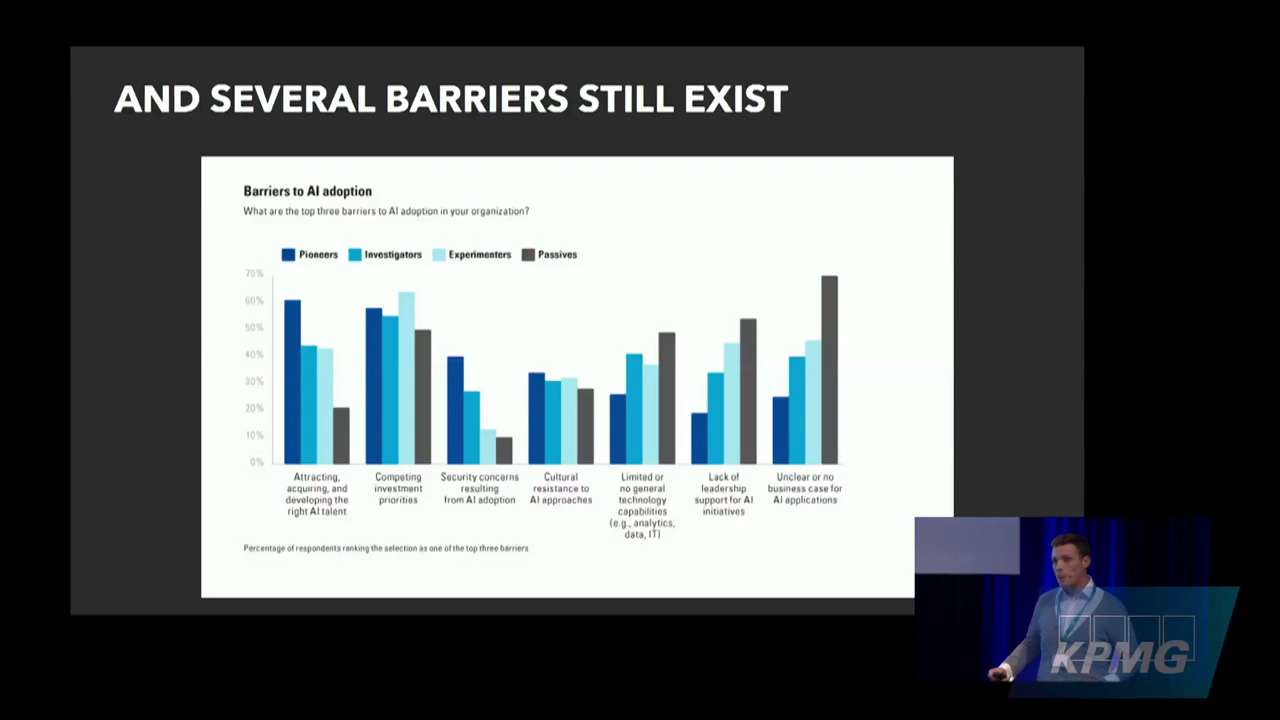 AND SEVERAL BARRIERS STILL EXIST
Barriers to AI adoption
What are the top three barriers to AI adoption in your organization?
Pioneers Investigators Experimenters Passives
70%
60%
50%
40%
30%
20%
10%
0%
Attracting,
acquiring, and
developing the
right AI talent
Competing
investment
priorities
Security concerns
resulting
from AI adoption
Cultural
resistance to
AI approaches
Limited or
no general
technology
capabilities
(e.g., analytics,
data, IT)
Lack of
leadership
support for AI
initiatives
Unclear or no
business case for
AI applications
Percentage of respondents ranking the selection as one of the top three barriers
KPMG